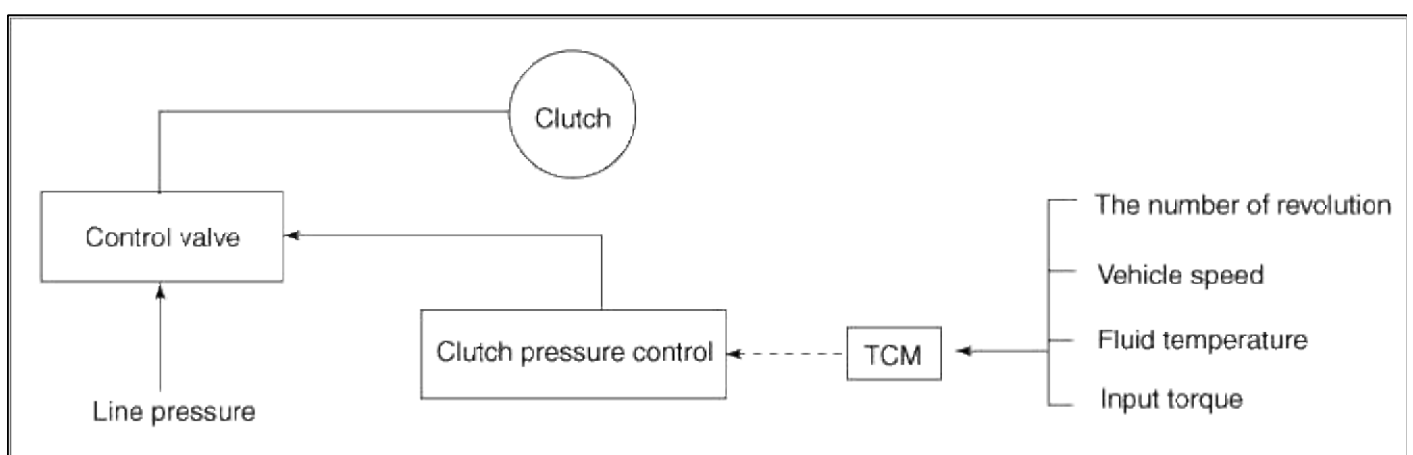 Clutch
Control valve
The number of revolution
Vehicle speed
Clutch pressure control
TCM
Fluid temperature
Input torque
Line pressure